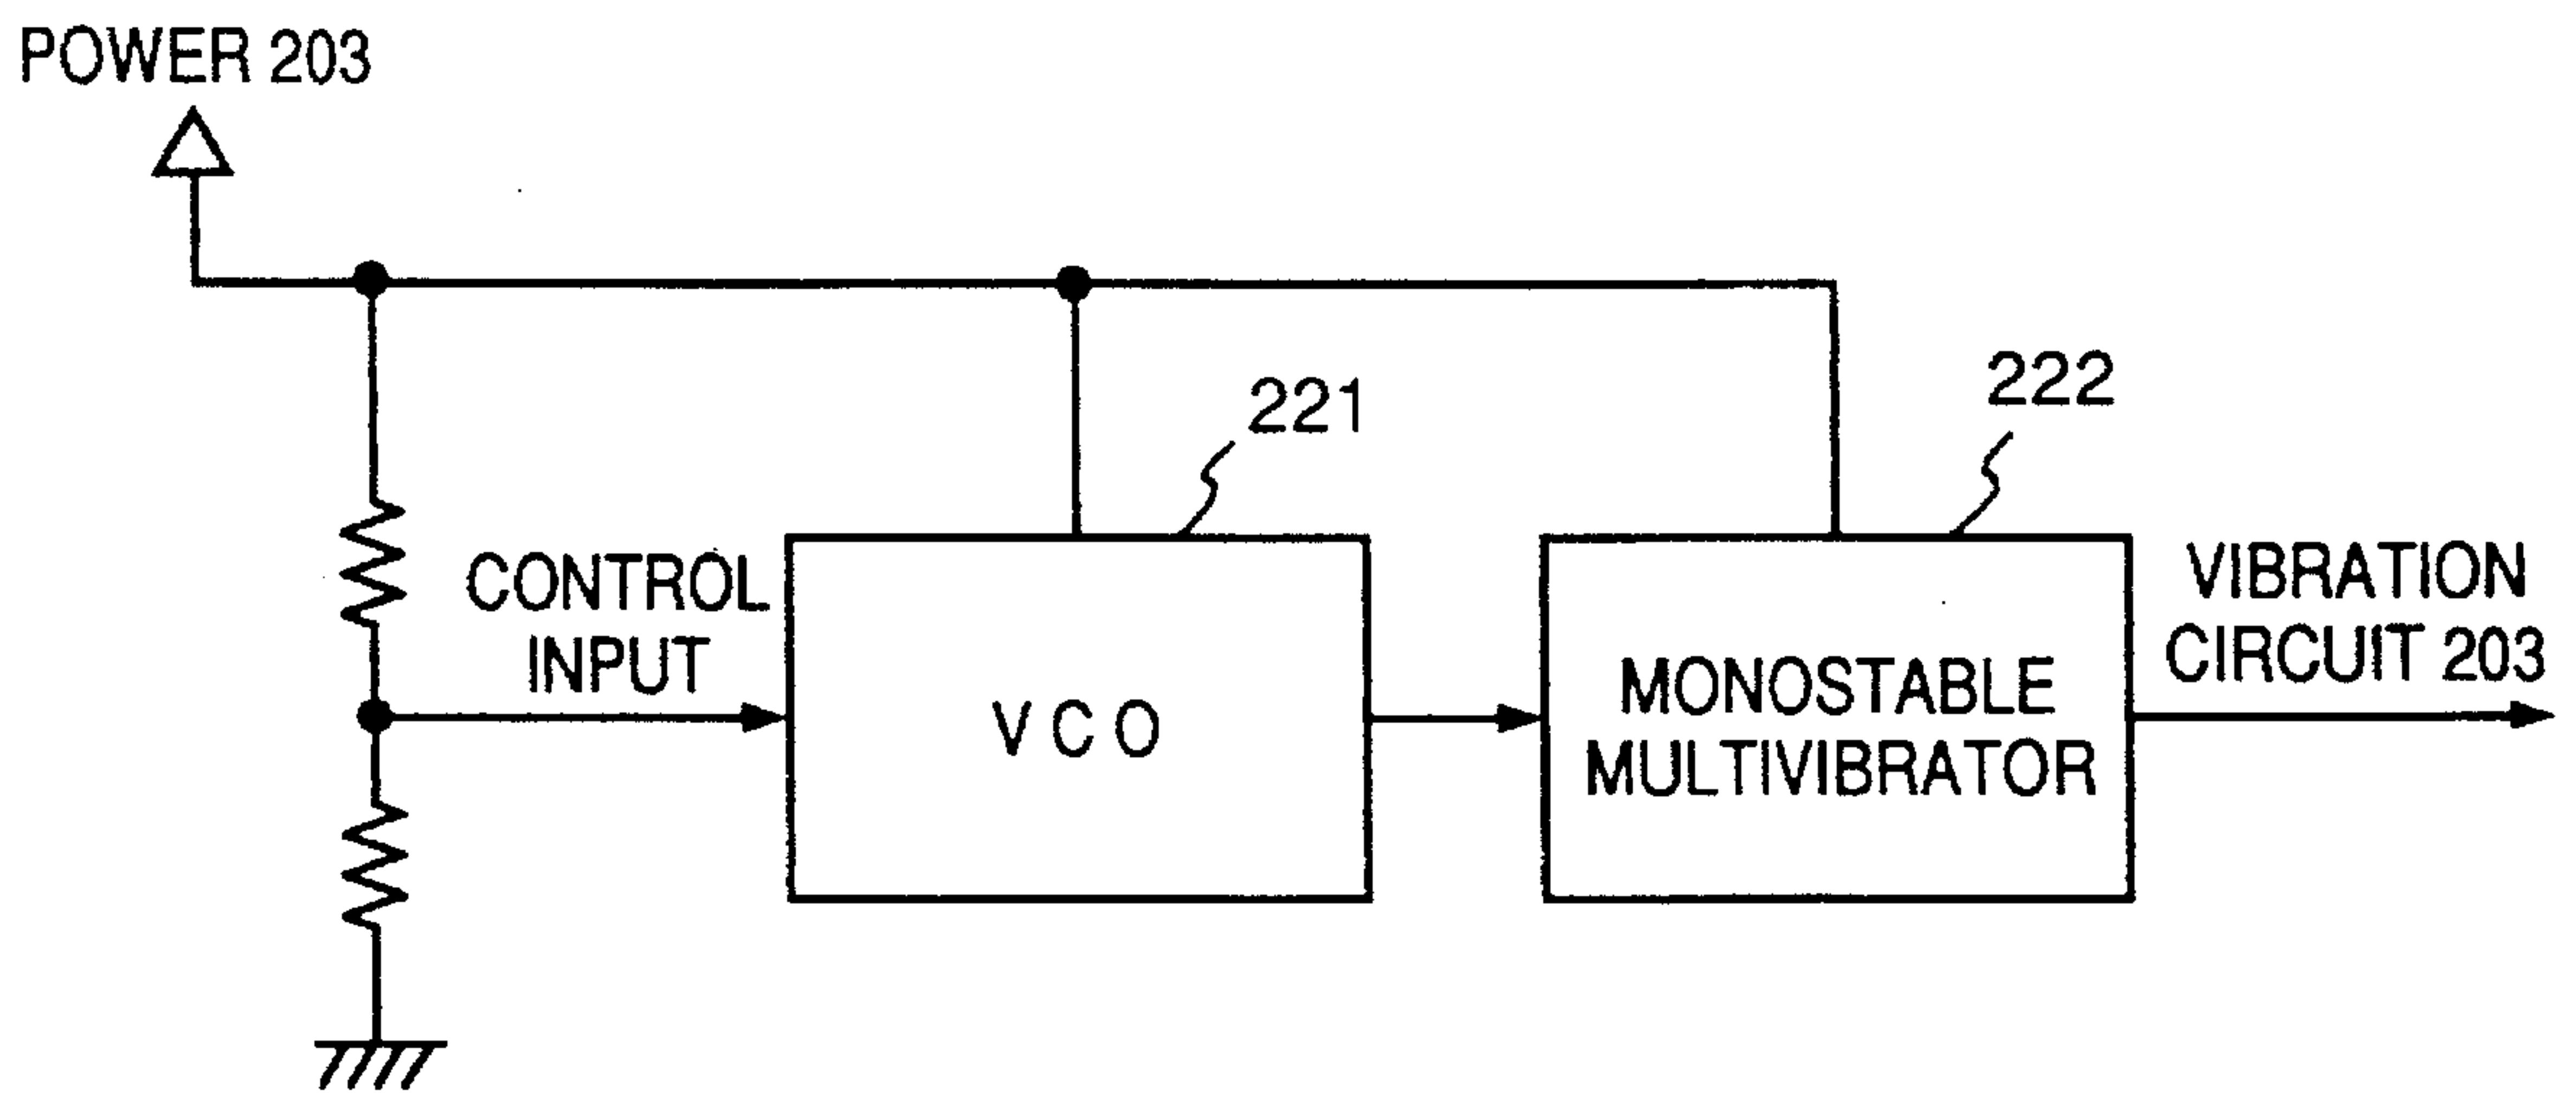 POWER 203
221
222
CONTROL
INPUT
VCO
MONOSTABLE
MULTIVIBRATOR
VIBRATION
CIRCUIT 203